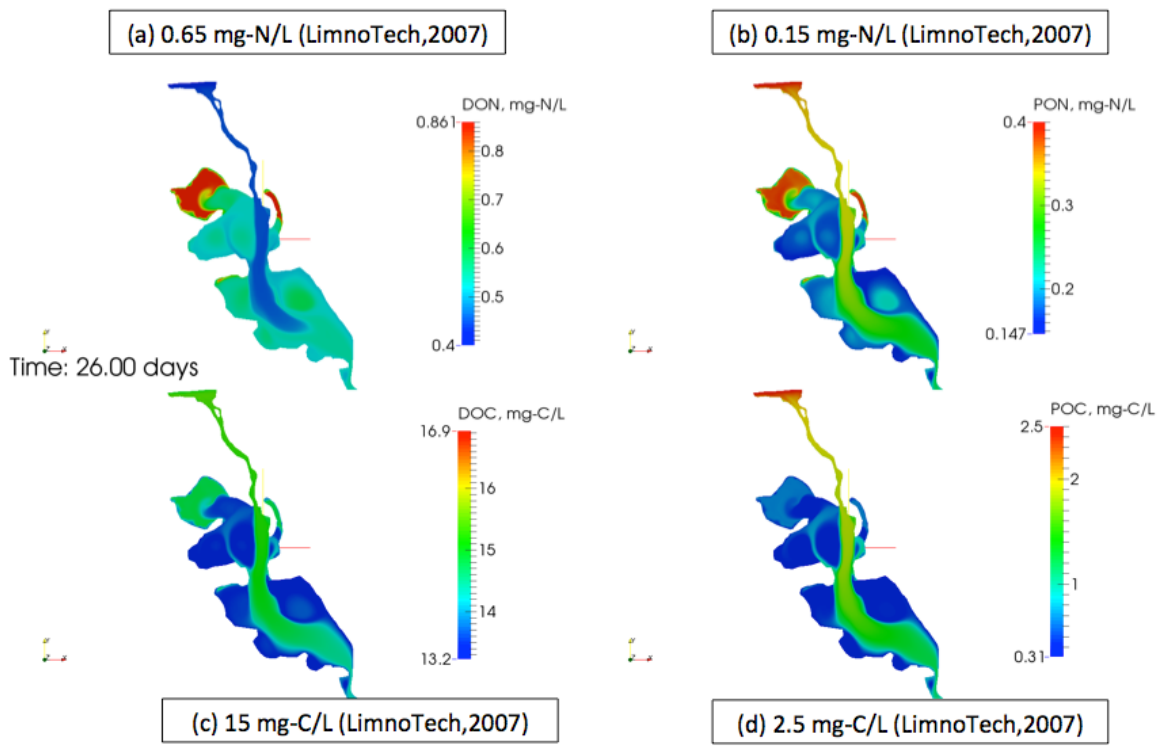 (a) 0.65 mg-N/L (LimnoTech,2007)
(b) 0.15 mg-N/L (LimnoTech,2007)
DON, mg-N/L
0.861
0.8
0.7
0.6
0.5
0.4
PON, mg-N/L
0.4
0.3
0.2
0.147
Time: 26.00 days
DOC, mg-C/L
16.9
16
15
14
13.2
POC, mg-C/L
2.5
2
1
0.31
(c) 15 mg-C/L (LimnoTech,2007)
(d) 2.5 mg-C/L (LimnoTech,2007)